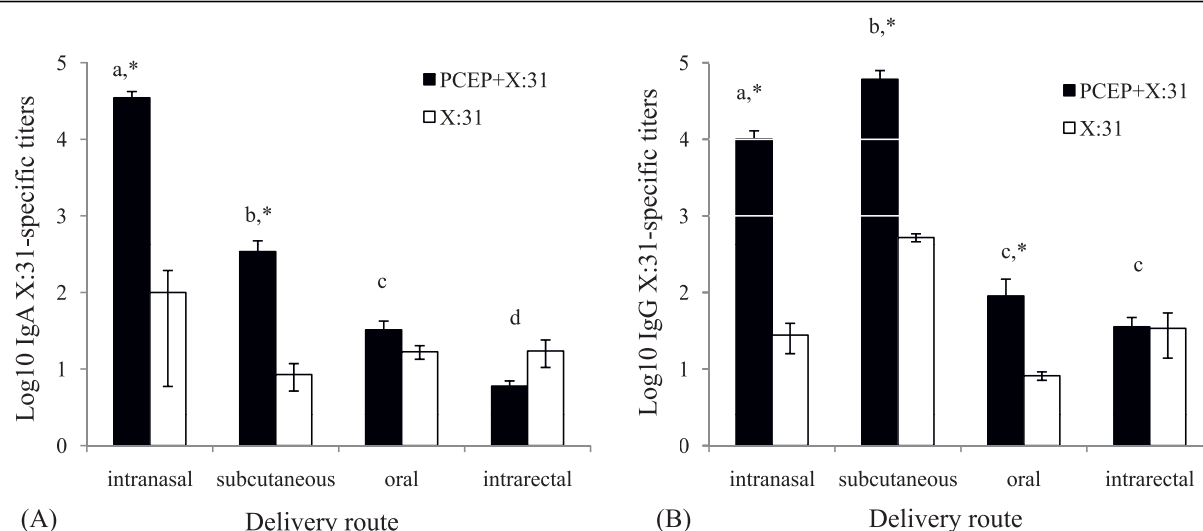 Log10 IgA X:31-specific titers
5
4
3
2
1
0
a,*
b,*
c
d
PCEP+X:31
X:31
intranasal subcutaneous oral intrarectal
Delivery route
(A)
Log10 IgG X:31-specific titers
5
4
3
2
1
0
a,*
b,*
c,*
c
PCEP+X:31
X:31
intranasal subcutaneous oral intrarectal
Delivery route
(B)